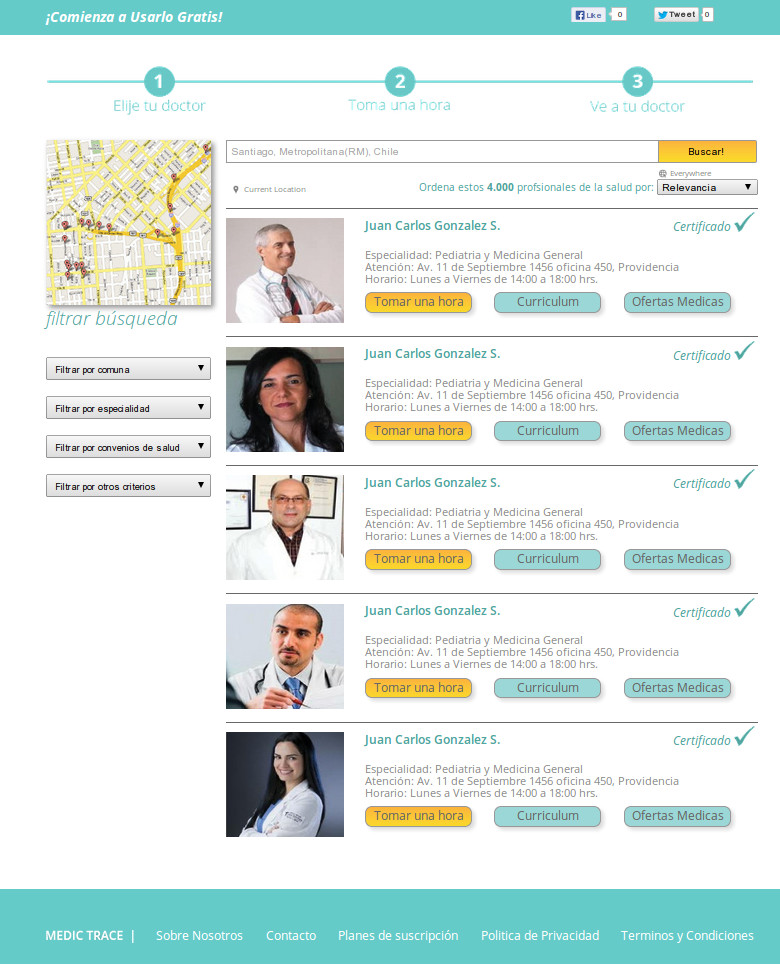 ¡Comienza a Usarlo Gratis!
Like 0
Tweet 0
1 2 3
Elije tu doctor
Toma una hora
Ve a tu doctor
Santiago, Metropolitana(RM), Chile
Buscar!
Everywhere
Current Location
Ordena estos 4.000 profsionales de la salud por: Relevancia
filtrar búsqueda
Filtrar por comuna
Filtrar por especialidad
Filtrar por convenios de salud
Filtrar por otros criterios
Juan Carlos Gonzalez S.
Certificado
Especialidad: Pediatria y Medicina General
Atención: Av. 11 de Septiembre 1456 oficina 450, Providencia
Horario: Lunes a Viernes de 14:00 a 18:00 hrs.
Tomar una hora Curriculum Ofertas Medicas
Juan Carlos Gonzalez S.
Certificado
Especialidad: Pediatria y Medicina General
Atención: Av. 11 de Septiembre 1456 oficina 450, Providencia
Horario: Lunes a Viernes de 14:00 a 18:00 hrs.
Tomar una hora Curriculum Ofertas Medicas
Juan Carlos Gonzalez S.
Certificado
Especialidad: Pediatria y Medicina General
Atención: Av. 11 de Septiembre 1456 oficina 450, Providencia
Horario: Lunes a Viernes de 14:00 a 18:00 hrs.
Tomar una hora Curriculum Ofertas Medicas
Juan Carlos Gonzalez S.
Certificado
Especialidad: Pediatria y Medicina General
Atención: Av. 11 de Septiembre 1456 oficina 450, Providencia
Horario: Lunes a Viernes de 14:00 a 18:00 hrs.
Tomar una hora Curriculum Ofertas Medicas
Juan Carlos Gonzalez S.
Certificado
Especialidad: Pediatria y Medicina General
Atención: Av. 11 de Septiembre 1456 oficina 450, Providencia
Horario: Lunes a Viernes de 14:00 a 18:00 hrs.
Tomar una hora Curriculum Ofertas Medicas
MEDIC TRACE | Sobre Nosotros Contacto Planes de suscripción Politica de Privacidad Terminos y Condiciones